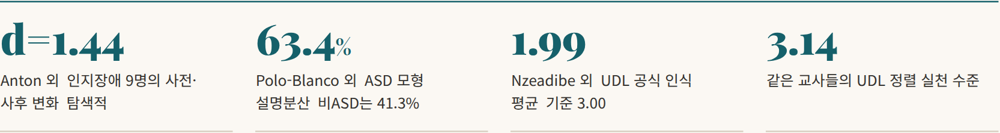 d=1.44
Anton 외 인지장애 9명의 사전·
사후 변화 탐색적
63.4%
Polo-Blanco 외 ASD 모형
설명분산 비ASD는 41.3%
1.99
Nzeadibe 외 UDL 공식 인식
평균 기준 3.00
3.14
같은 교사들의 UDL 정렬 실천 수준